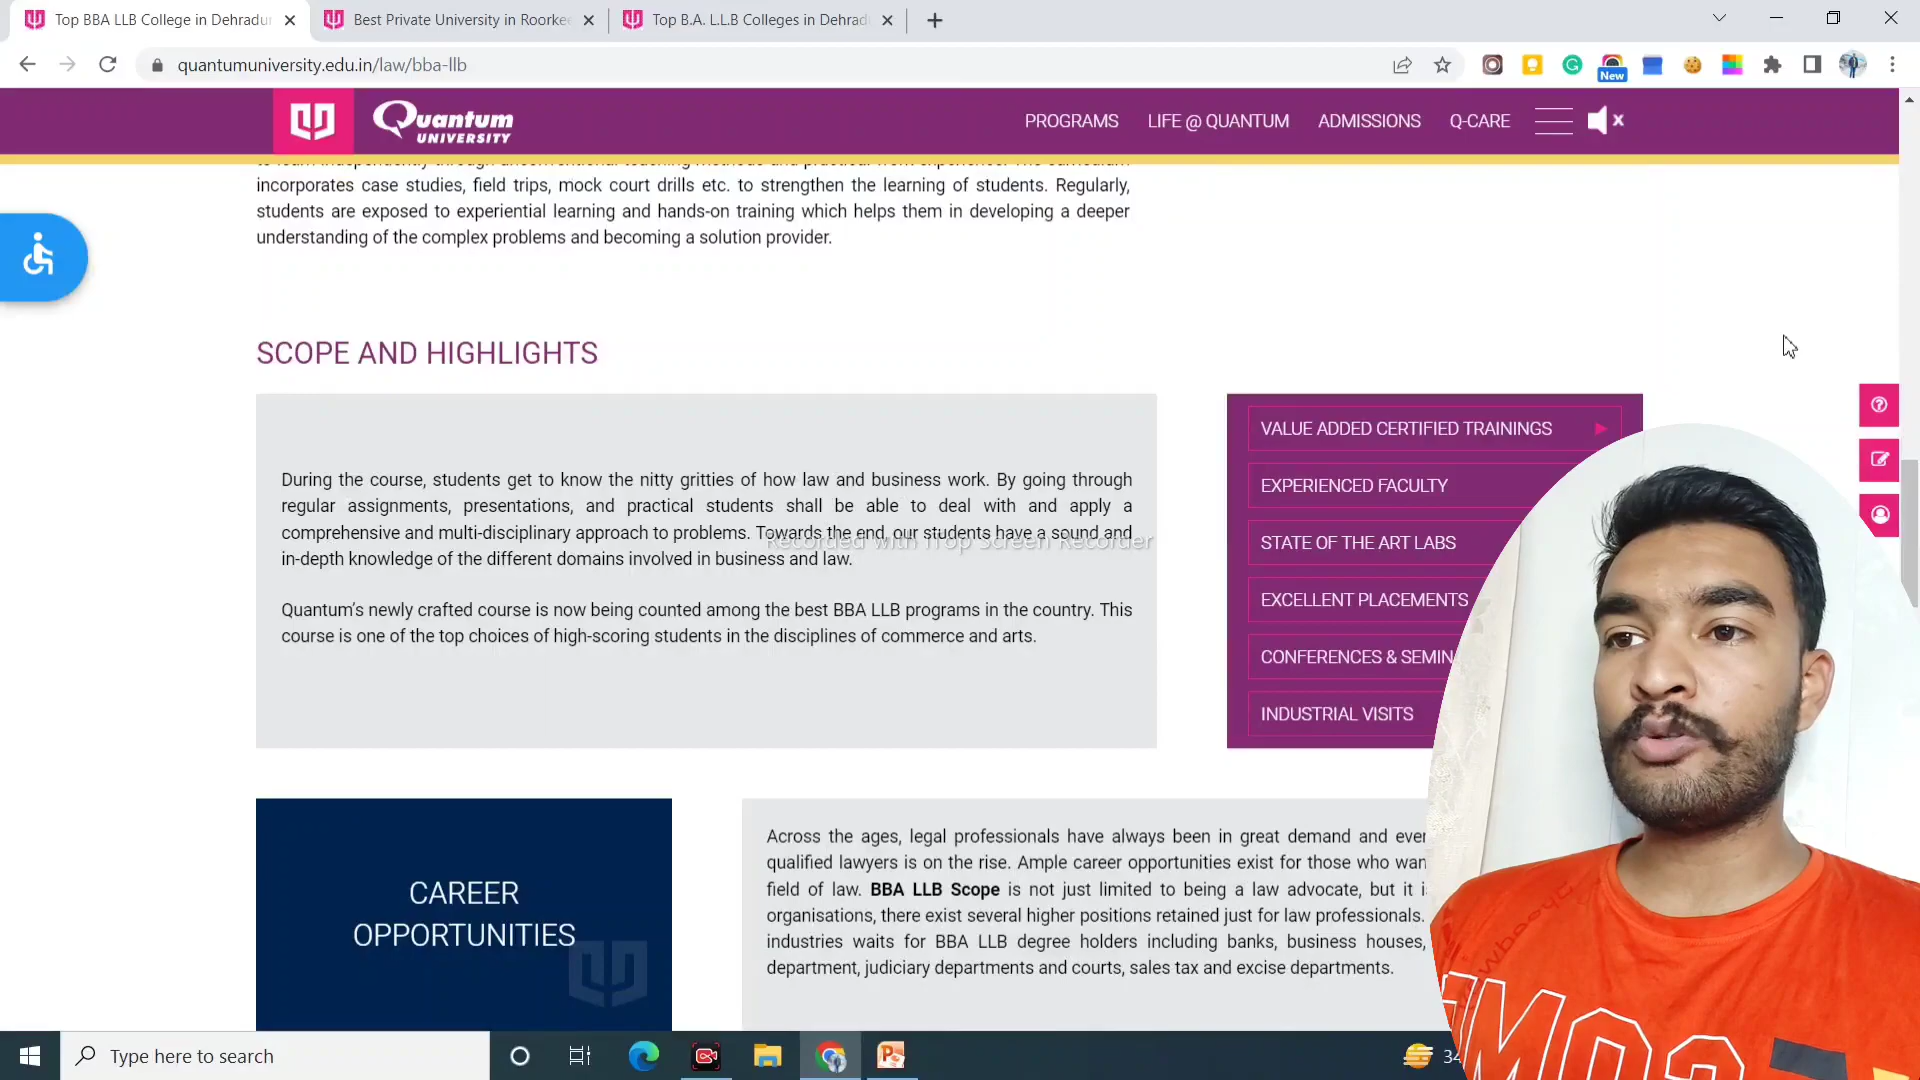 Top BBA LLB College in Dehradun
Best Private University in Roorkee
Top B.A. L.L.B Colleges in Dehrad
quantumuniversity.edu.in/law/bba-llb
New
Quantum
UNIVERSITY
PROGRAMS
LIFE @ QUANTUM
ADMISSIONS
Q-CARE
incorporates case studies, field trips, mock court drills etc. to strengthen the learning of students. Regularly,
students are exposed to experiential learning and hands-on training which helps them in developing a deeper
understanding of the complex problems and becoming a solution provider.
SCOPE AND HIGHLIGHTS
During the course, students get to know the nitty gritties of how law and business work. By going through
regular assignments, presentations, and practical students shall be able to deal with and apply a
comprehensive and multi-disciplinary approach to problems. Towards the end, our students have a sound and
in-depth knowledge of the different domains involved in business and law.
Recorded with iTop Screen Recorder
Quantum's newly crafted course is now being counted among the best BBA LLB programs in the country. This
course is one of the top choices of high-scoring students in the disciplines of commerce and arts.
VALUE ADDED CERTIFIED TRAININGS
EXPERIENCED FACULTY
STATE OF THE ART LABS
EXCELLENT PLACEMENTS
CONFERENCES & SEMIN
INDUSTRIAL VISITS
CAREER
OPPORTUNITIES
Across the ages, legal professionals have always been in great demand and ever
qualified lawyers is on the rise. Ample career opportunities exist for those who wan
field of law. BBA LLB Scope is not just limited to being a law advocate, but it i
organisations, there exist several higher positions retained just for law professionals.
industries waits for BBA LLB degree holders including banks, business houses,
department, judiciary departments and courts, sales tax and excise departments.
Type here to search
34